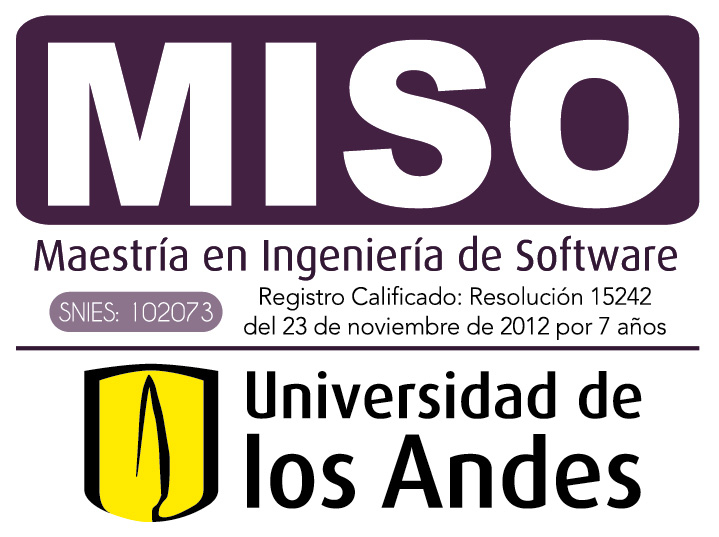 MISO
Maestría en Ingeniería de Software
SNIES: 102073
Registro Calificado: Resolución 15242
del 23 de noviembre de 2012 por 7 años
Universidad de
los Andes